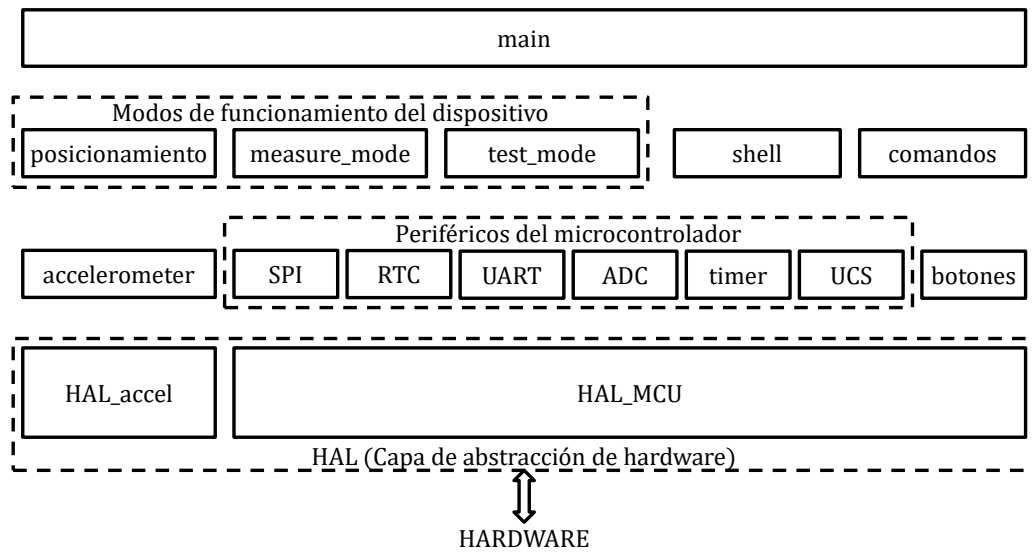 main
Modos de funcionamiento del dispositivo
posicionamiento measure_mode test_mode shell comandos
Periféricos del microcontrolador
accelerometer SPI RTC UART ADC timer UCS botones
HAL_accel HAL_MCU
HAL (Capa de abstracción de hardware)
HARDWARE